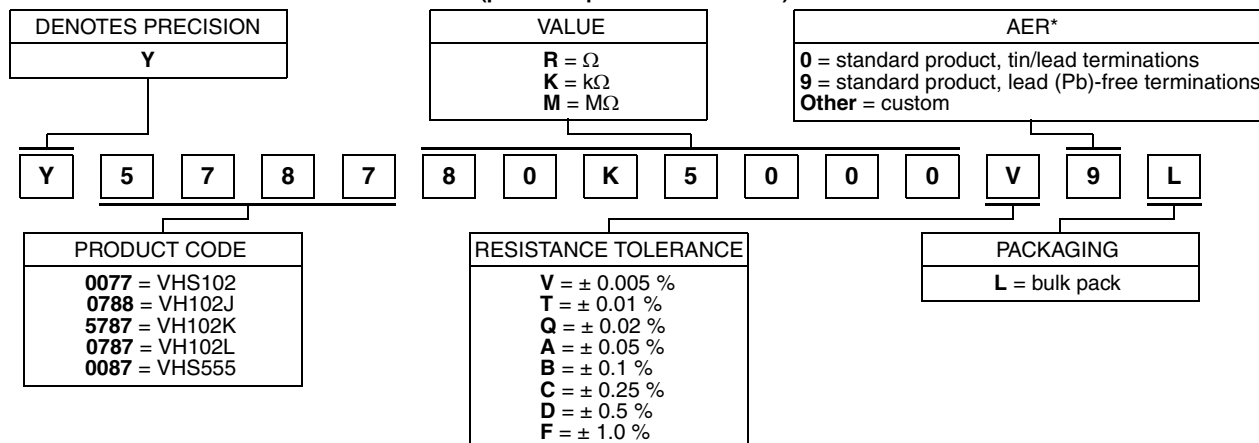 DENOTES PRECISION
Y
VALUE
R = Ω
K = kΩ
M = MΩ
AER*
0 = standard product, tin/lead terminations
9 = standard product, lead (Pb)-free terminations
Other = custom
Y 5 7 8 7 8 0 K 5 0 0 0 V 9 L
PRODUCT CODE
0077 = VHS102
0788 = VH102J
5787 = VH102K
0787 = VH102L
0087 = VHS555
RESISTANCE TOLERANCE
V = ± 0.005 %
T = ± 0.01 %
Q = ± 0.02 %
A = ± 0.05 %
B = ± 0.1 %
C = ± 0.25 %
D = ± 0.5 %
F = ± 1.0 %
PACKAGING
L = bulk pack